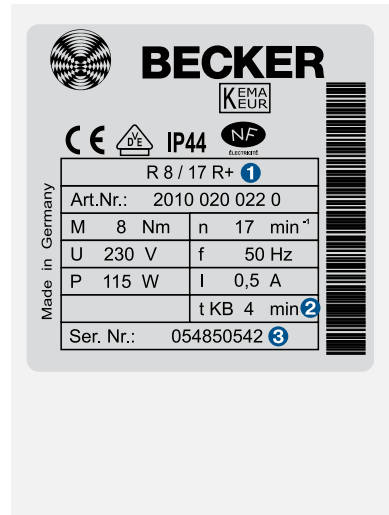 BECKER
KEMA
KEUR
CE VDE IP44 NF
ÉLECTRICITÉ
R 8 / 17 R+ 1
Art.Nr.: 2010 020 022 0
M 8 Nm n 17 min⁻¹
U 230 V f 50 Hz
P 115 W I 0,5 A
t KB 4 min 2
Ser. Nr.: 054850542 3
Made in Germany